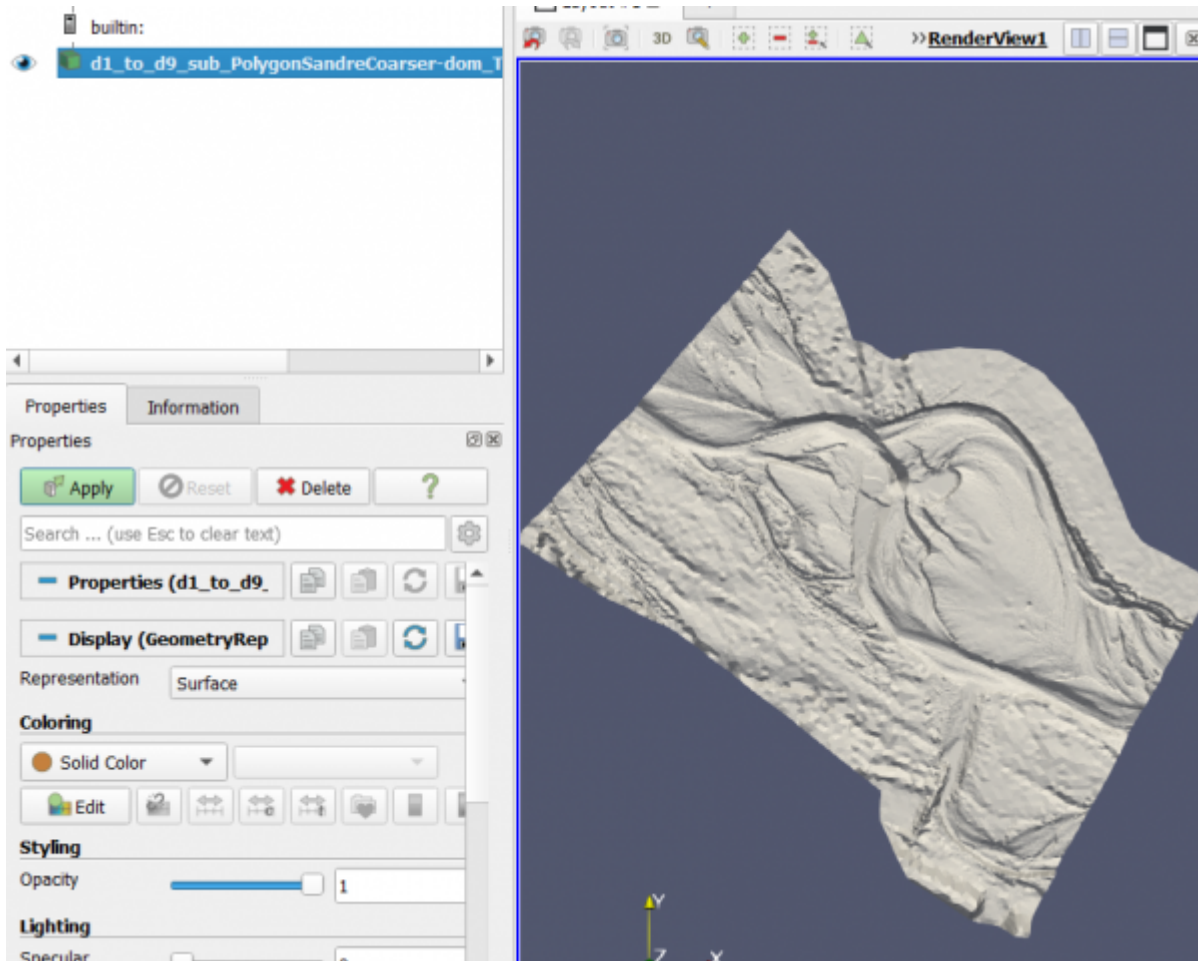 builtin:
d1_to_d9_sub_PolygonSandreCoarser-dom_T
3D
>>RenderView1
Properties
Information
Properties
Apply
Reset
Delete
?
Search ... (use Esc to clear text)
Properties (d1_to_d9_
Display (GeometryRep
Representation
Surface
Coloring
Solid Color
Edit
Styling
Opacity
1
Lighting
Specular
Y
Z
X